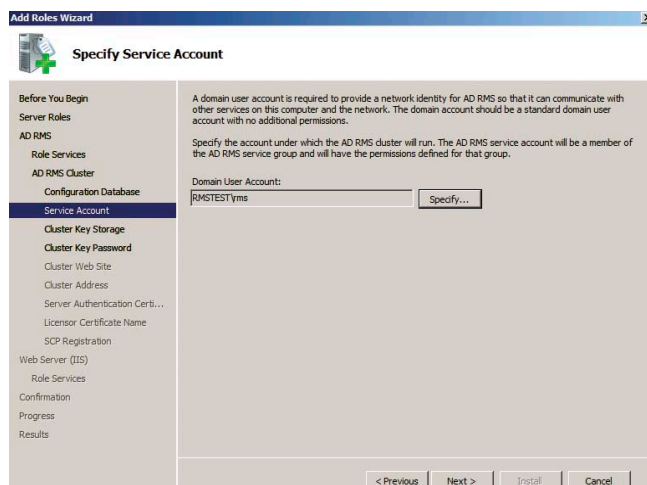 Add Roles Wizard
Specify Service Account
Before You Begin
Server Roles
AD RMS
Role Services
AD RMS Cluster
Configuration Database
Service Account
Cluster Key Storage
Cluster Key Password
Cluster Web Site
Cluster Address
Server Authentication Certi...
Licensor Certificate Name
SCP Registration
Web Server (IIS)
Role Services
Confirmation
Progress
Results
A domain user account is required to provide a network identity for AD RMS so that it can communicate with
other services on this computer and the network. The domain account should be a standard domain user
account with no additional permissions.
Specify the account under which the AD RMS cluster will run. The AD RMS service account will be a member of
the AD RMS service group and will have the permissions defined for that group.
Domain User Account:
RMSTEST\rms
Specify...
< Previous
Next >
Install
Cancel